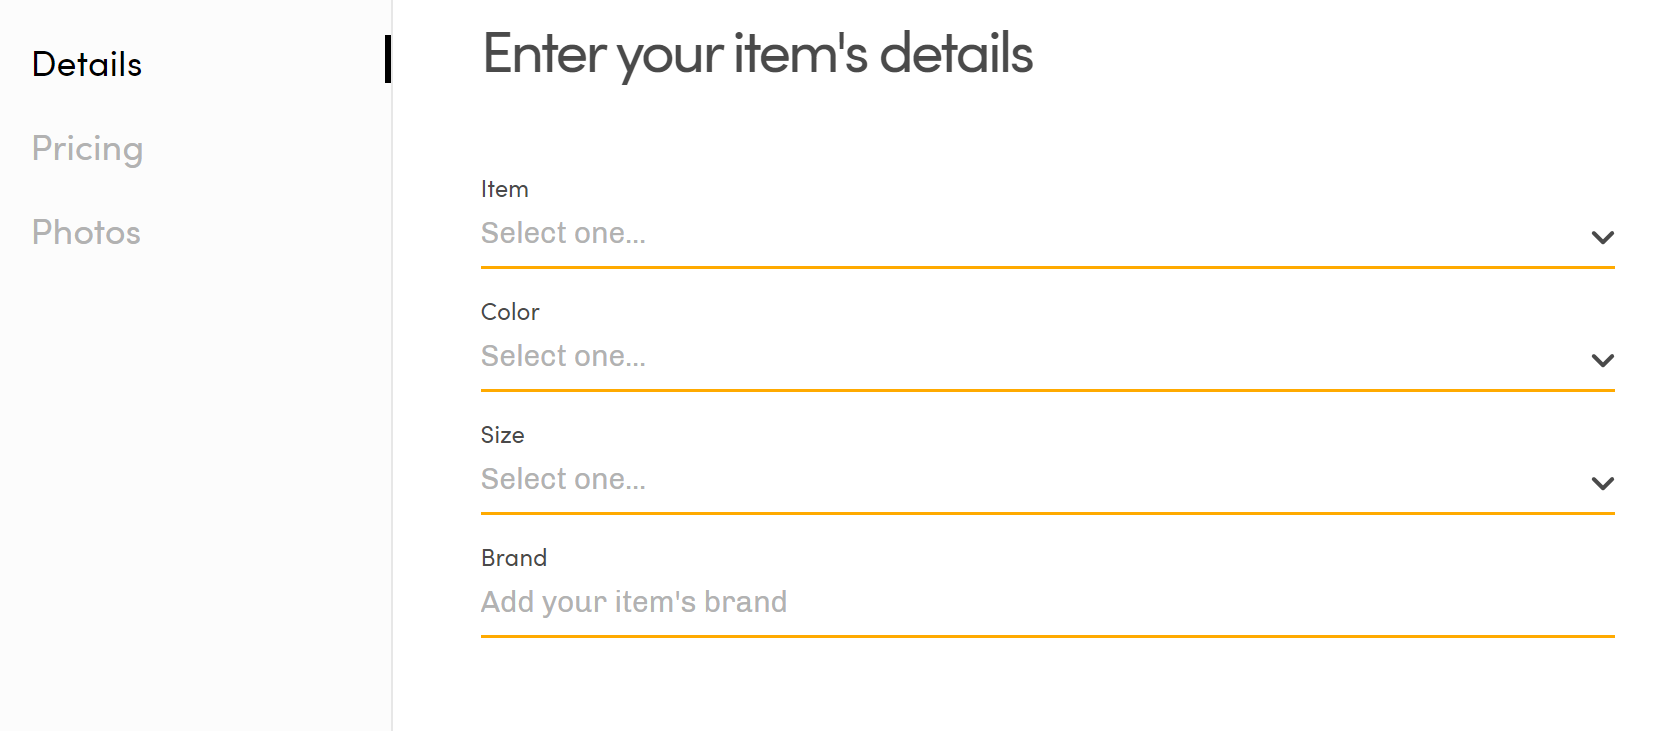 Details
Pricing
Photos
Enter your item's details
Item
Select one...
Color
Select one...
Size
Select one...
Brand
Add your item's brand